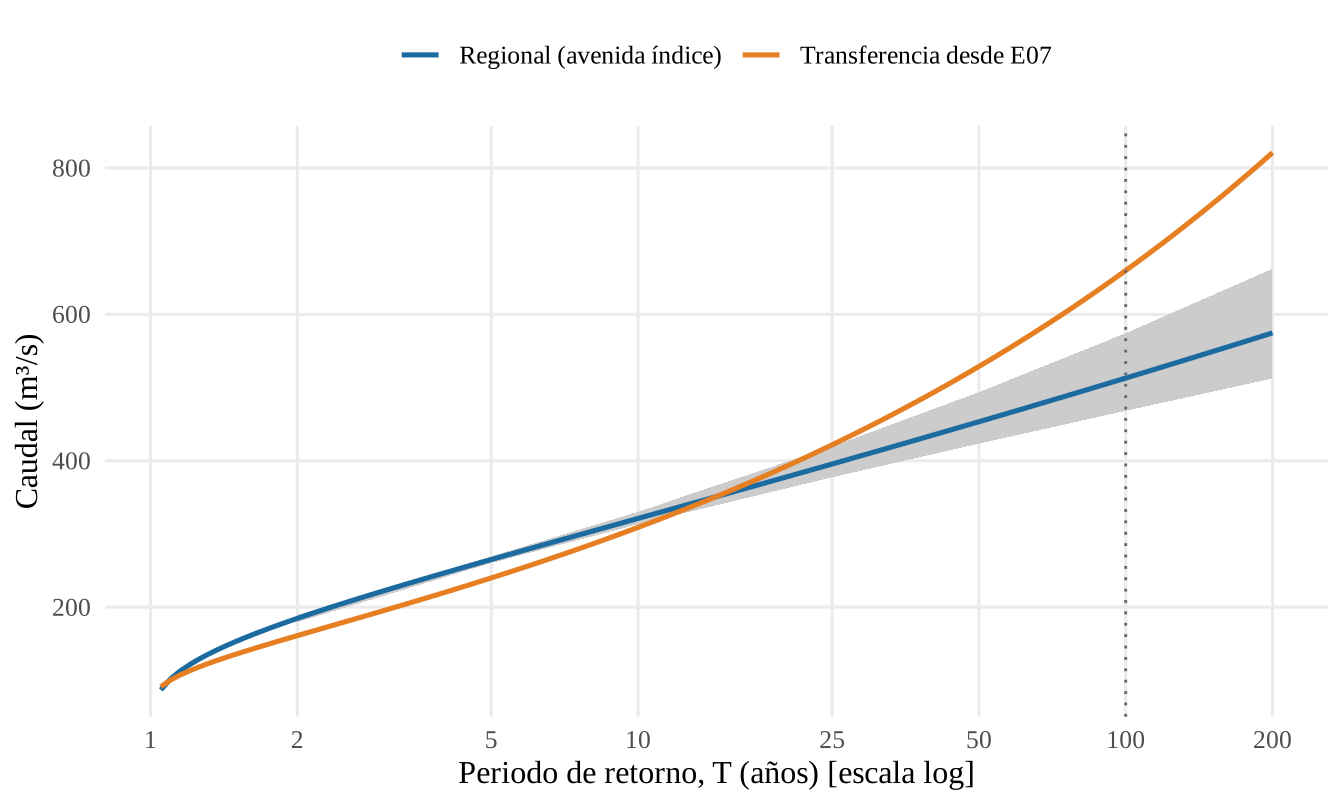 Regional (avenida índice) Transferencia desde E07
800
600
400
200
Caudal (m³/s)
1 2 5 10 25 50 100 200
Periodo de retorno, T (años) [escala log]